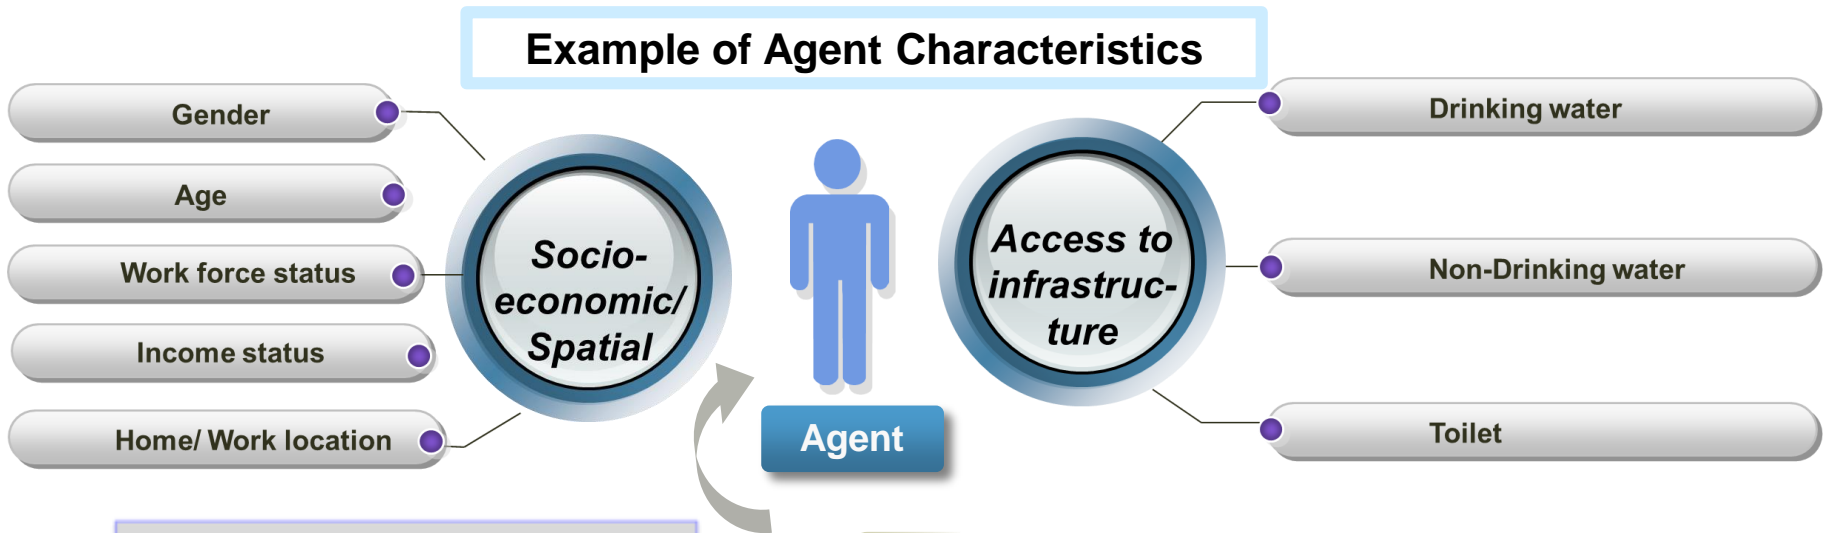 Example of Agent Characteristics
Gender
Age
Work force status
Income status
Home/ Work location
Socio-
economic/
Spatial
Agent
Access to
infrastruc-
ture
Drinking water
Non-Drinking water
Toilet